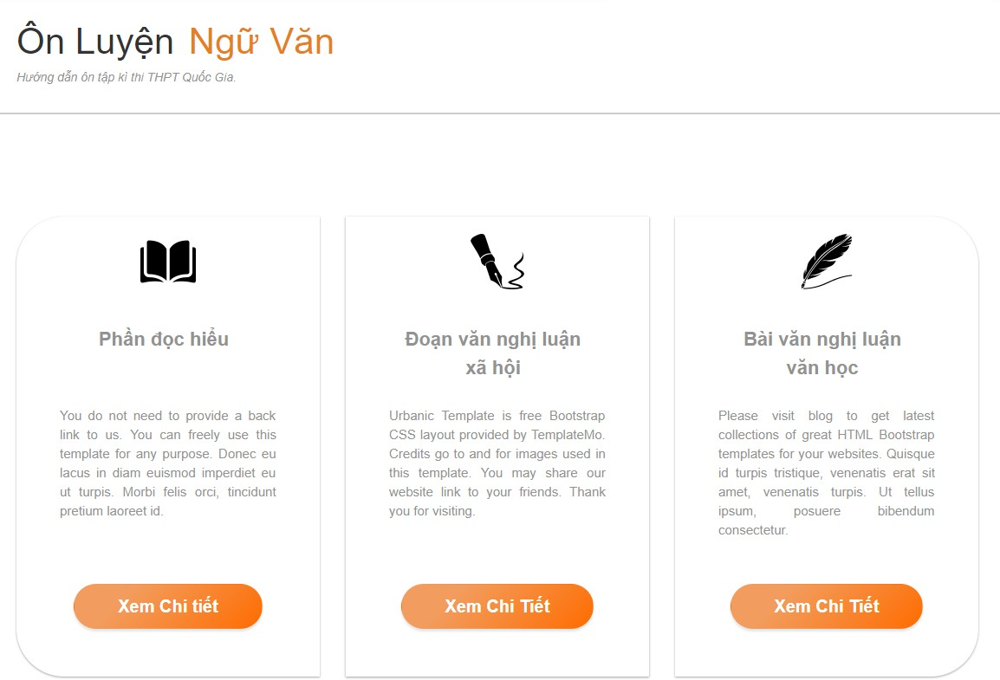 Ôn Luyện Ngữ Văn
Hướng dẫn ôn tập kì thi THPT Quốc Gia.
Phần đọc hiểu
You do not need to provide a back
link to us. You can freely use this
template for any purpose. Donec eu
lacus in diam euismod imperdiet eu
ut turpis. Morbi felis orci, tincidunt
pretium laoreet id.
Xem Chi tiết
Đoạn văn nghị luận
xã hội
Urbanic Template is free Bootstrap
CSS layout provided by TemplateMo.
Credits go to and for images used in
this template. You may share our
website link to your friends. Thank
you for visiting.
Xem Chi Tiết
Bài văn nghị luận
văn học
Please visit blog to get latest
collections of great HTML Bootstrap
templates for your websites. Quisque
id turpis tristique, venenatis erat sit
amet, venenatis turpis. Ut tellus
ipsum, posuere bibendum
consectetur.
Xem Chi Tiết